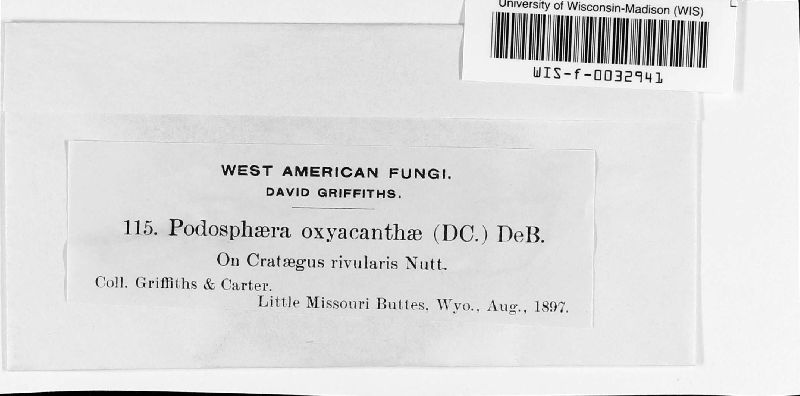 University of Wisconsin-Madison (WIS)
WIS-f-0032941
WEST AMERICAN FUNGI.
DAVID GRIFFITHS.
115. Podosphæra oxyacanthæ (DC.) DeB.
On Cratægus rivularis Nutt.
Coll. Griffiths & Carter.
Little Missouri Buttes, Wyo., Aug., 1897.